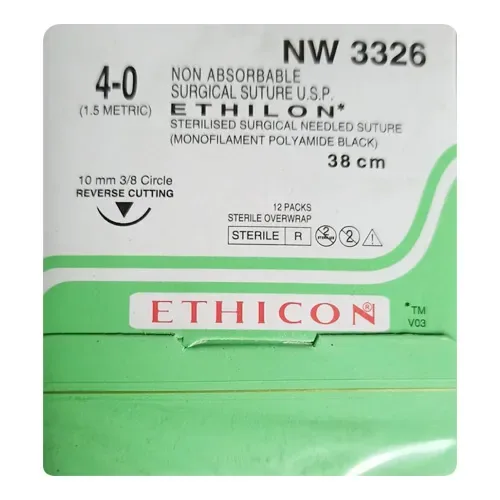 NW 3326
4-0
(1.5 METRIC)
NON ABSORBABLE
SURGICAL SUTURE U.S.P.
ETHILON*
STERILISED SURGICAL NEEDLED SUTURE
(MONOFILAMENT POLYAMIDE BLACK)
38 cm
10 mm 3/8 Circle
REVERSE CUTTING
12 PACKS
STERILE OVERWRAP
STERILE R
2
ETHICON®
*TM
V03